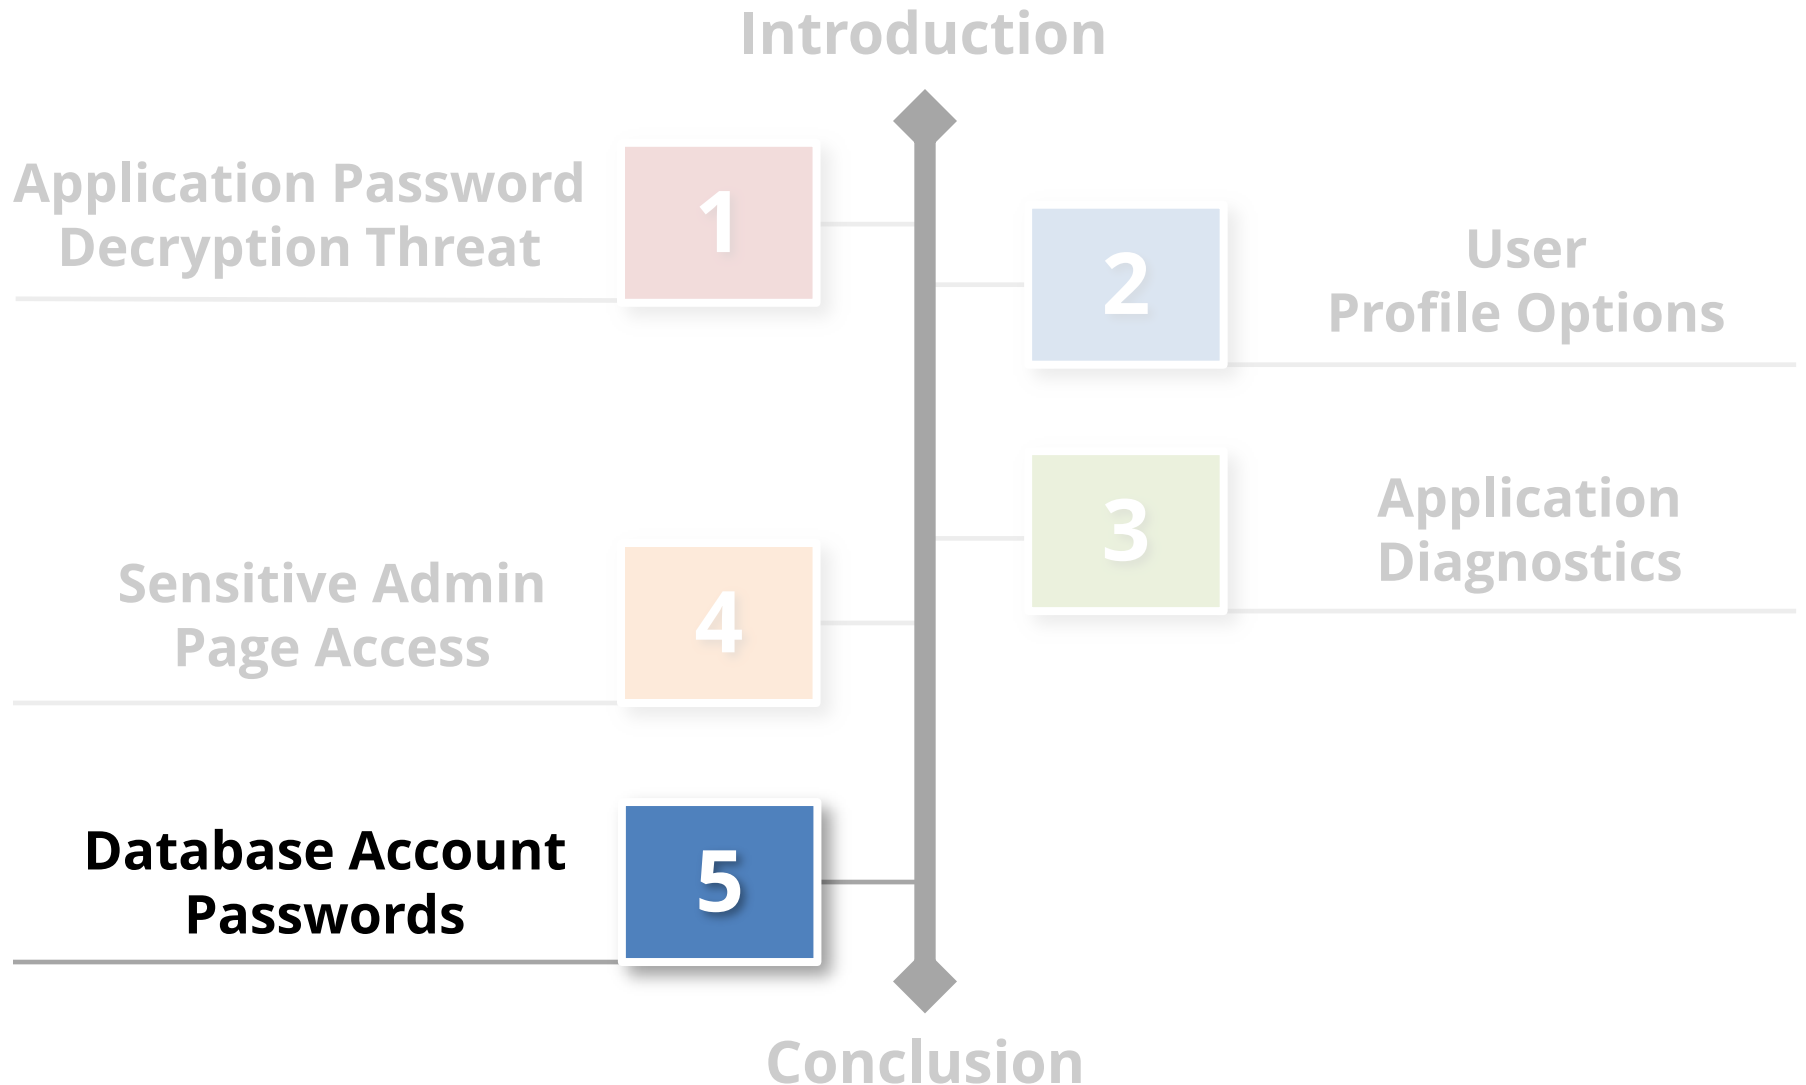 Introduction
Application Password
Decryption Threat
1
2
User
Profile Options
3
Application
Diagnostics
Sensitive Admin
Page Access
4
Database Account
Passwords
5
Conclusion